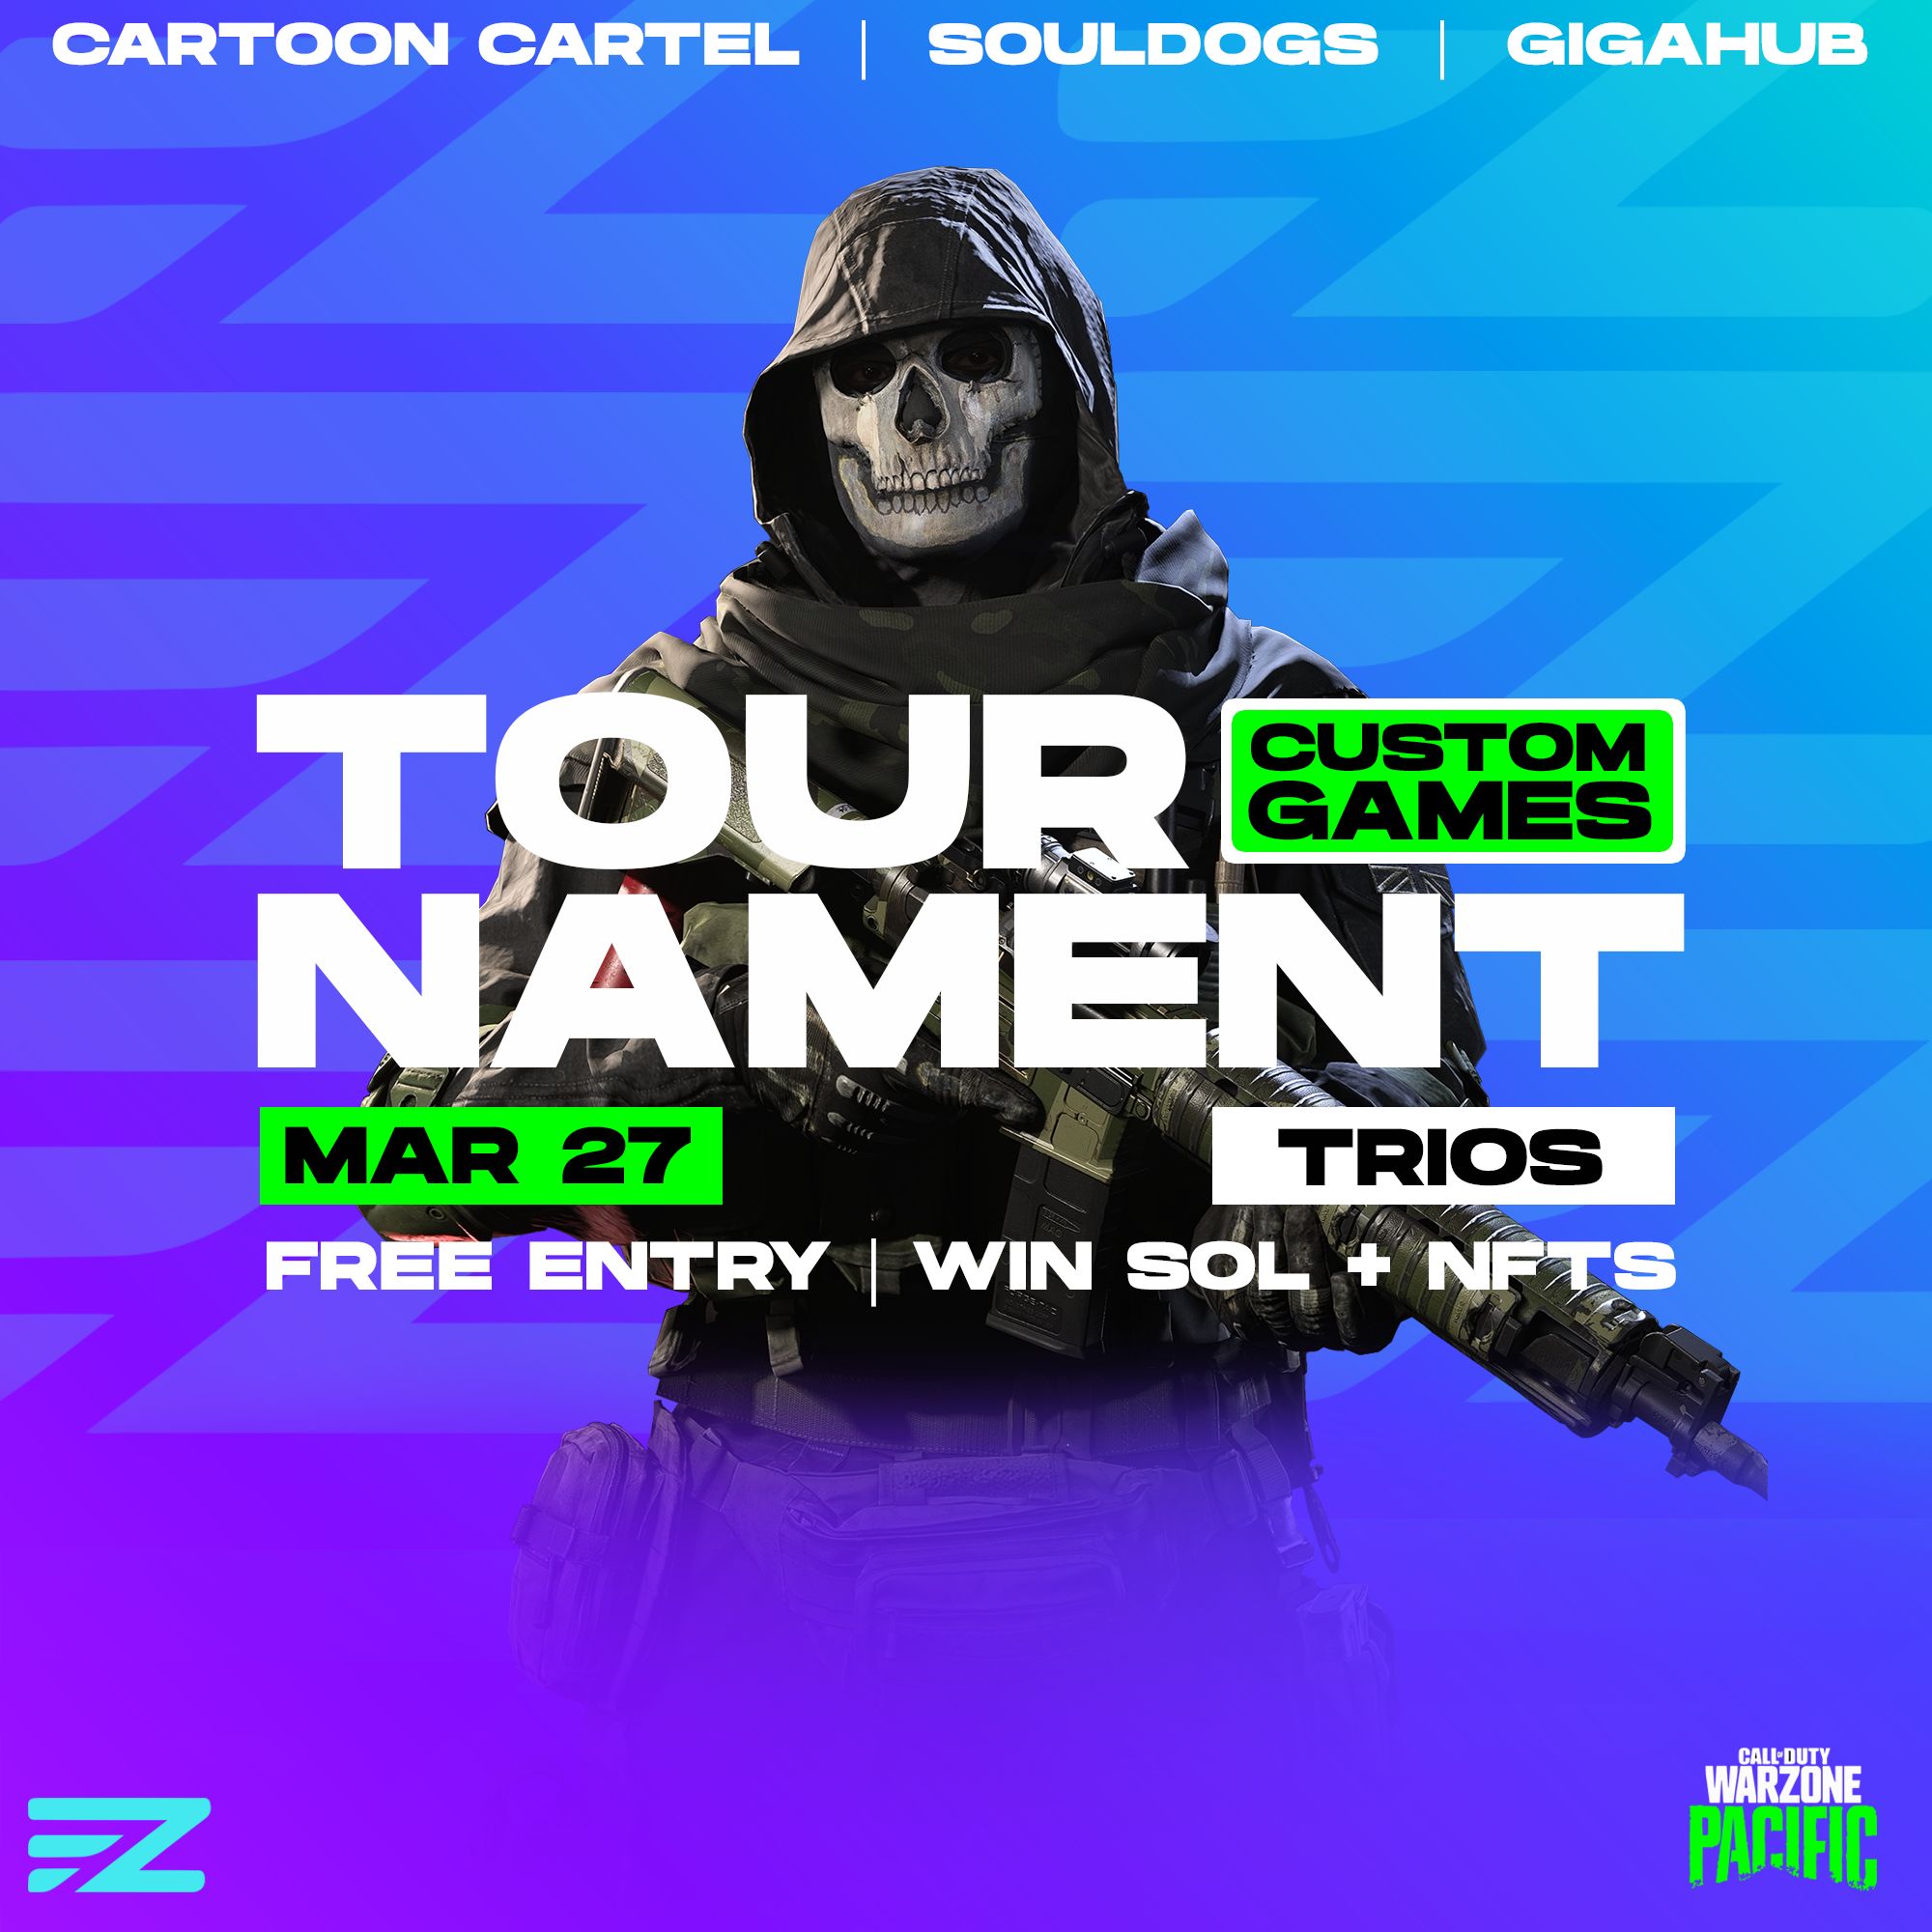 CARTOON CARTEL | SOULDOGS | GIGAHUB
TOUR
CUSTOM
GAMES
NAMENT
MAR 27
TRIOS
FREE ENTRY | WIN SOL + NFTS
EZ
CALL OF DUTY
WARZONE
PACIFIC